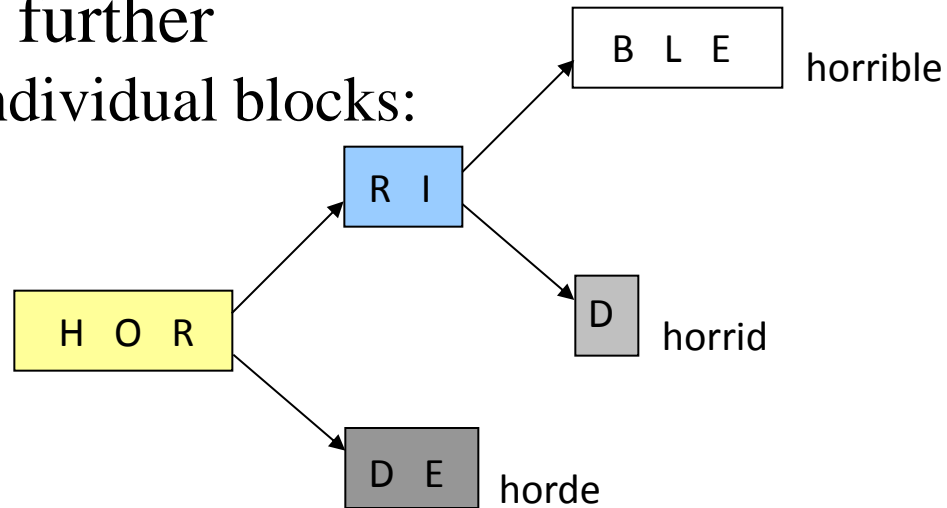 further
ndividual blocks:
B L E
horrible
R I
H O R
D
horrid
D E
horde